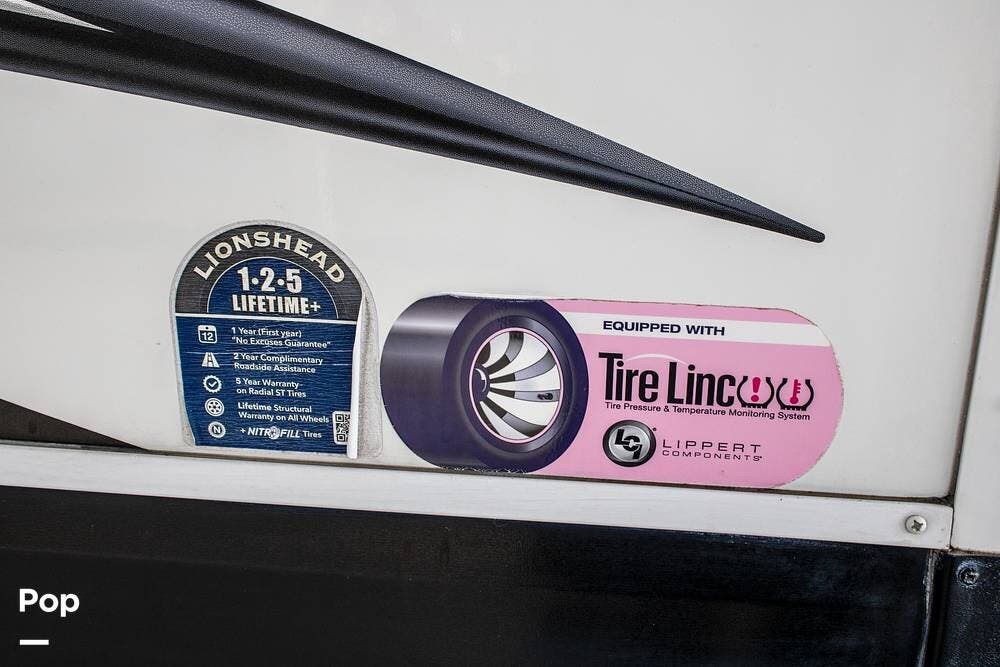 LIONSHEAD
1•2•5
LIFETIME+
12
1 Year (First year)
"No Excuses Guarantee"
2 Year Complimentary
Roadside Assistance
5 Year Warranty
on Radial ST Tires
Lifetime Structural
Warranty on All Wheels
N
+ NITROFILL Tires
EQUIPPED WITH
Tire Linc
Tire Pressure & Temperature Monitoring System
LCI
LIPPERT
COMPONENTS®
Pop